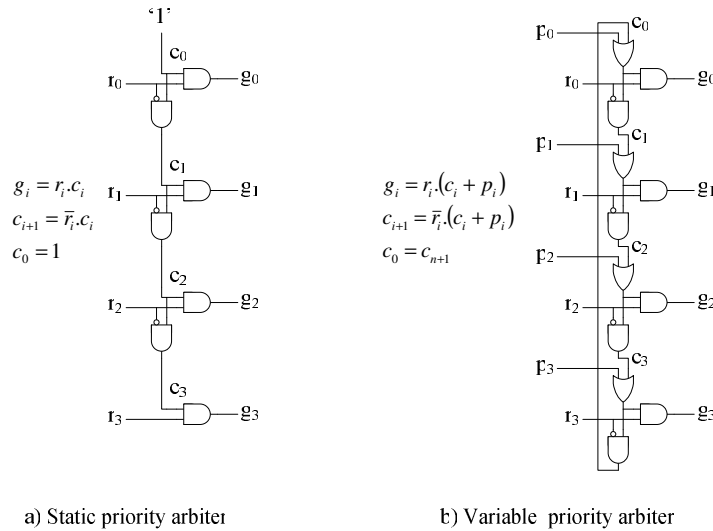 '1'
c₀
r₀
g₀
c₁
r₁
g₁
c₂
r₂
g₂
c₃
r₃
g₃
gᵢ = rᵢ.cᵢ
cᵢ₊₁ = r̄ᵢ.cᵢ
c₀ = 1
a) Static priority arbiter
p₀
c₀
r₀
g₀
p₁
c₁
r₁
g₁
p₂
c₂
r₂
g₂
p₃
c₃
r₃
g₃
gᵢ = rᵢ.(cᵢ + pᵢ)
cᵢ₊₁ = r̄ᵢ.(cᵢ + pᵢ)
c₀ = cₙ₊₁
b) Variable priority arbiter